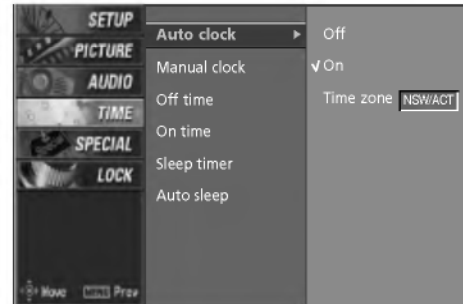 SETUP
PICTURE
AUDIO
TIME
SPECIAL
LOCK
Move MENU Prev
Auto clock
Manual clock
Off time
On time
Sleep timer
Auto sleep
Off
On
Time zone NSW/ACT